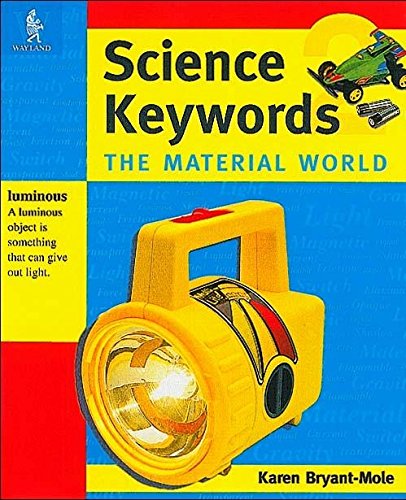 WAYLAND
Science
Keywords
THE MATERIAL WORLD
luminous
A luminous
object is
something
that can give
out light.
Karen Bryant-Mole